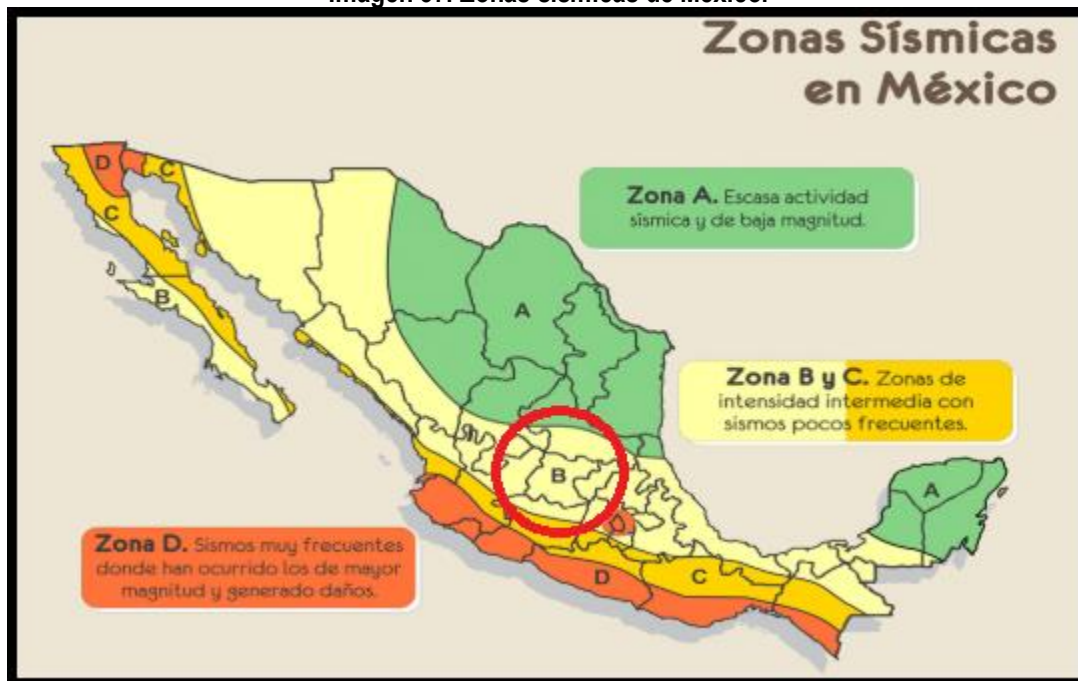 Zonas Sísmicas
en México
Zona A. Escasa actividad
sísmica y de baja magnitud.
Zona B y C. Zonas de
intensidad intermedia con
sismos pocos frecuentes.
Zona D. Sismos muy frecuentes
donde han ocurrido los de mayor
magnitud y generado daños.
D
C
C
B
A
B
A
D
C